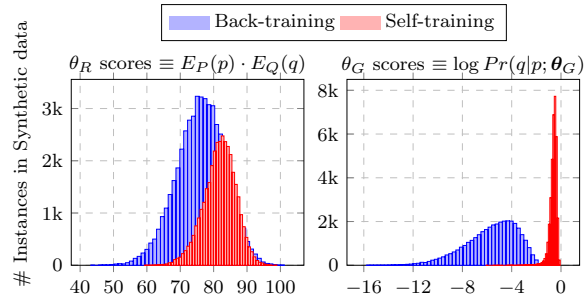 Back-training Self-training
θ_R scores ≡ E_P(p) · E_Q(q)
θ_G scores ≡ log Pr(q|p; θ_G)
# Instances in Synthetic data
3k
2k
1k
0
40 50 60 70 80 90 100
8k
6k
4k
2k
0
−16 −12 −8 −4 0